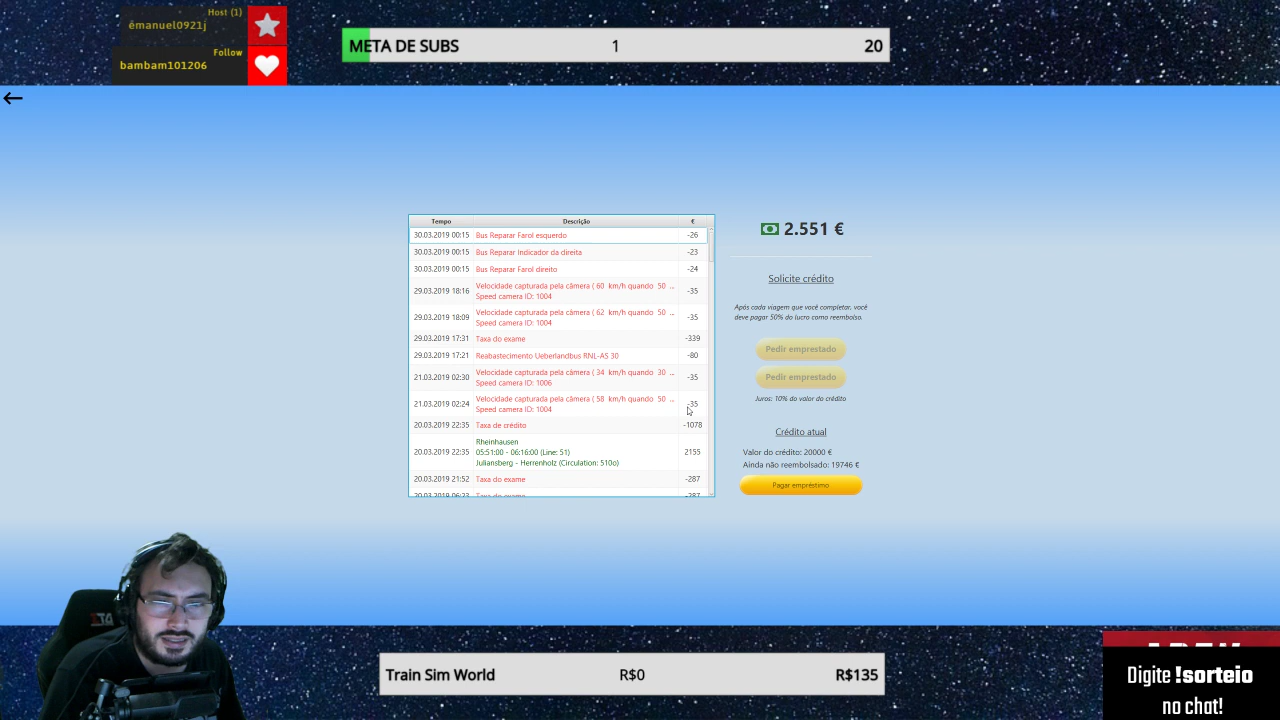 Host (1)
emanuel0921j
Follow
bambam101206
META DE SUBS 1 20
Tempo Descrição €
30.03.2019 00:15 Bus Reparar Farol esquerdo -26
30.03.2019 00:15 Bus Reparar Indicador da direita -23
30.03.2019 00:15 Bus Reparar Farol direito -24
29.03.2019 18:16 Velocidade capturada pela câmera ( 60 km/h quando 50 ... -35
Speed camera ID: 1004
29.03.2019 18:09 Velocidade capturada pela câmera ( 62 km/h quando 50 ... -35
Speed camera ID: 1004
29.03.2019 17:31 Taxa do exame -339
29.03.2019 17:21 Reabastecimento Ueberlandbus RNL-AS 30 -80
21.03.2019 02:30 Velocidade capturada pela câmera ( 34 km/h quando 30 ... -35
Speed camera ID: 1006
21.03.2019 02:24 Velocidade capturada pela câmera ( 58 km/h quando 50 ... -35
Speed camera ID: 1004
20.03.2019 22:35 Taxa de crédito -1078
Rheinhausen
20.03.2019 22:35 05:51:00 - 06:16:00 (Line: 51) 2155
Juliansberg - Herrenholz (Circulation: 510o)
20.03.2019 21:52 Taxa do exame -287
20.03.2019 06:23 Taxa do exame -287
2.551 €
Solicite crédito
Após cada viagem que você completar, você
deve pagar 50% do lucro como reembolso.
Pedir emprestado
Pedir emprestado
Juros: 10% do valor do crédito
Crédito atual
Valor do crédito: 20000 €
Ainda não reembolsado: 19746 €
Pagar empréstimo
Train Sim World R$0 R$135
Digite !sorteio
no chat!